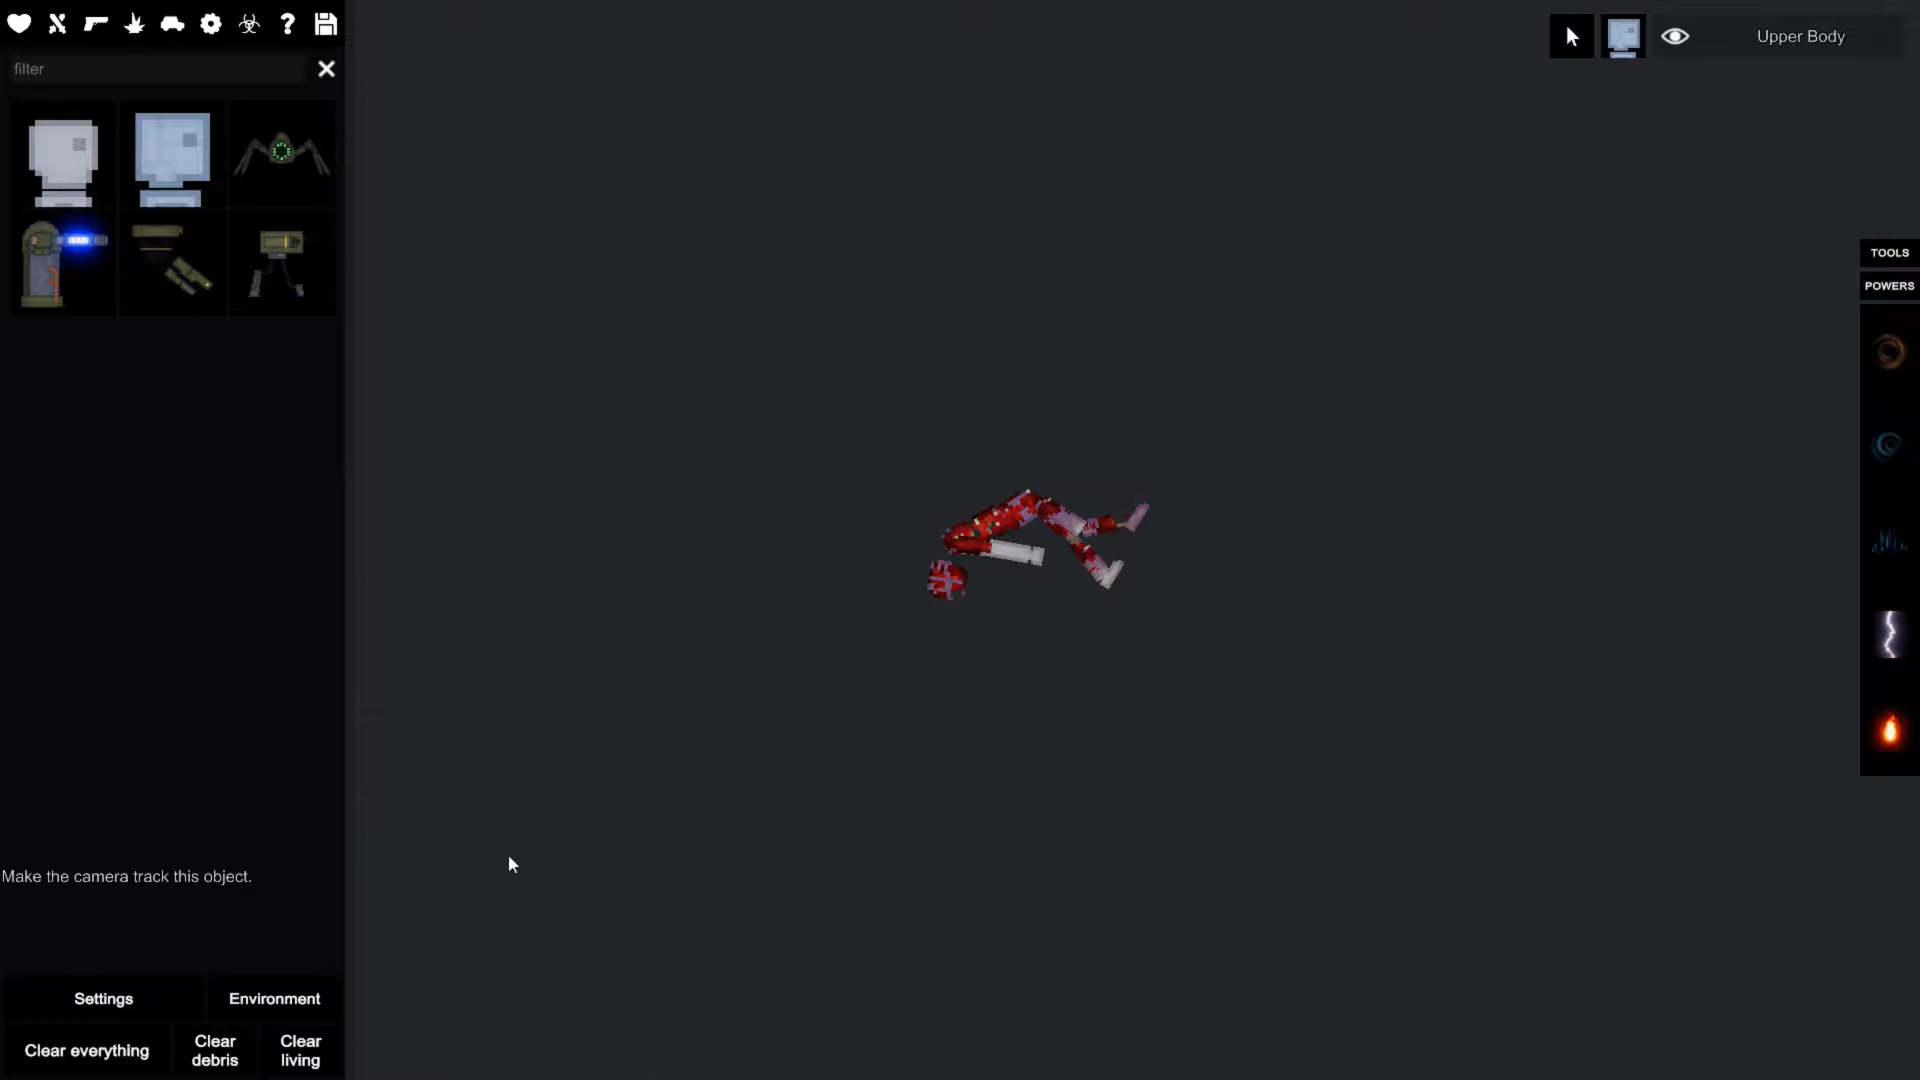 filter
Upper Body
TOOLS
POWERS
Make the camera track this object.
Settings
Environment
Clear everything
Clear
debris
Clear
living